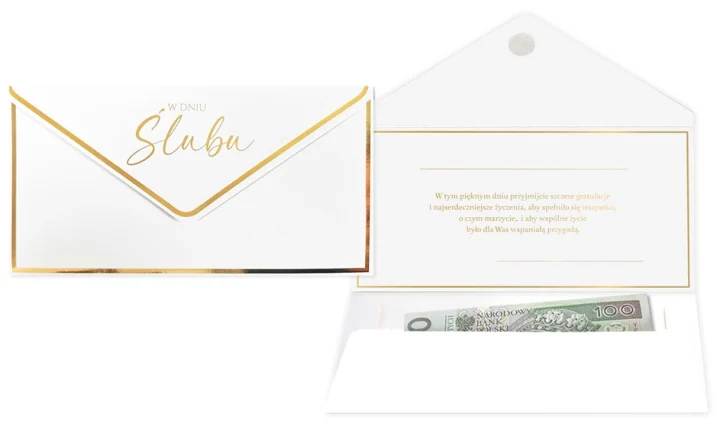 W DNIU
Ślubu
W tym pięknym dniu przyjmijcie szczere gratulacje
i najserdeczniejsze życzenia, aby spełniło się wszystko,
o czym marzycie, i aby wspólne życie
było dla Was wspaniałą przygodą.
NARODOWY
BANK
POLSKI
100